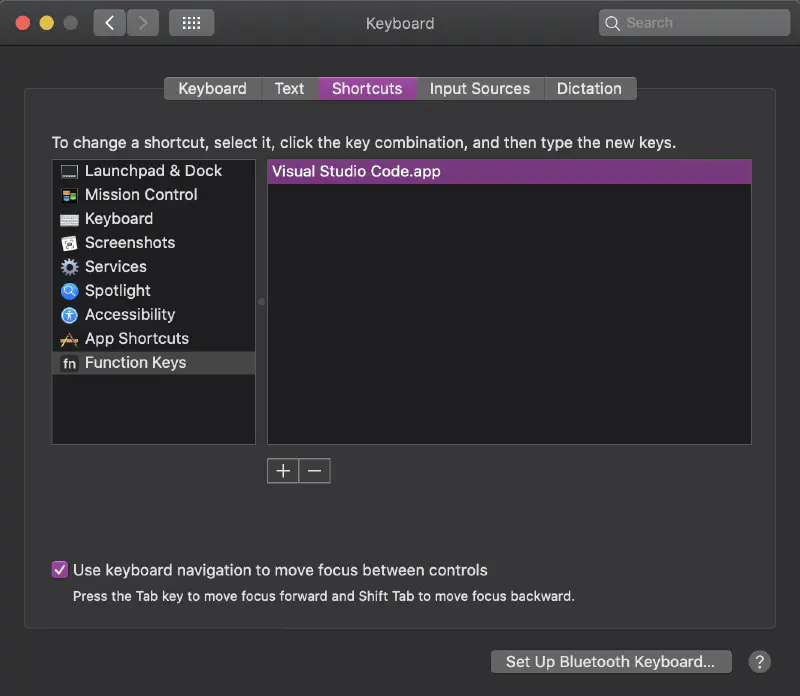 Keyboard
Search
Keyboard Text Shortcuts Input Sources Dictation
To change a shortcut, select it, click the key combination, and then type the new keys.
Launchpad & Dock
Mission Control
Keyboard
Screenshots
Services
Spotlight
Accessibility
App Shortcuts
fn Function Keys
Visual Studio Code.app
+ −
Use keyboard navigation to move focus between controls
Press the Tab key to move focus forward and Shift Tab to move focus backward.
Set Up Bluetooth Keyboard... ?